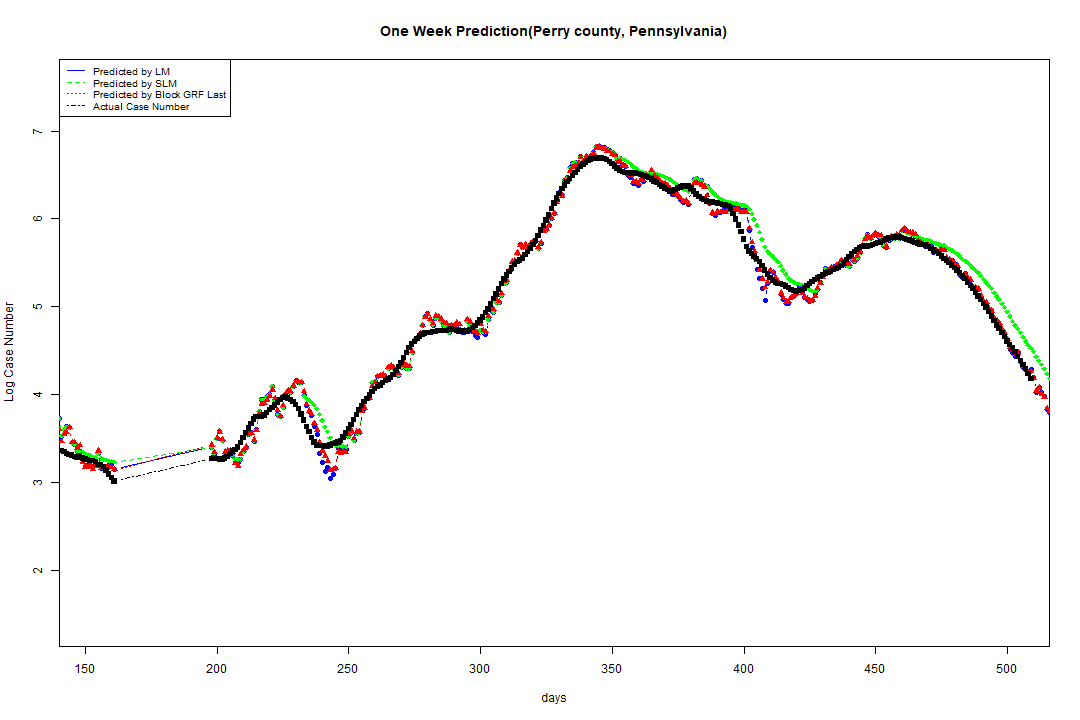 One Week Prediction(Perry county, Pennsylvania)
Predicted by LM
Predicted by SLM
Predicted by Block GRF Last
Actual Case Number
7
6
5
4
3
2
Log Case Number
150 200 250 300 350 400 450 500
days